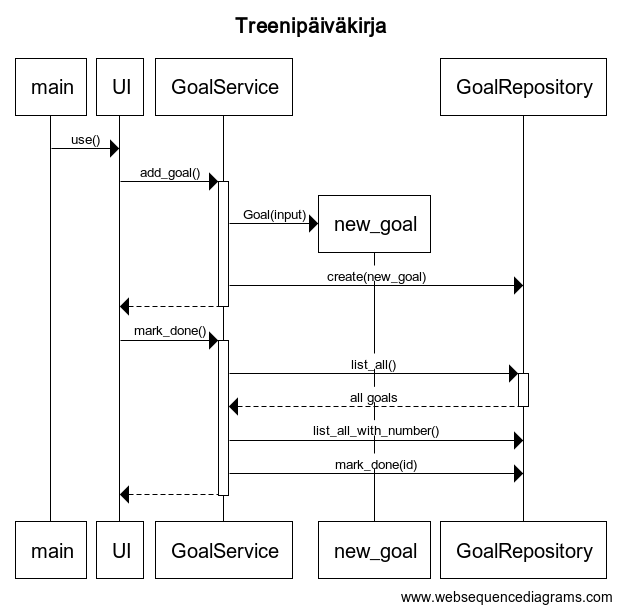 Treenipäiväkirja
main
UI
GoalService
GoalRepository
use()
add_goal()
Goal(input)
new_goal
create(new_goal)
mark_done()
list_all()
all goals
list_all_with_number()
mark_done(id)
main
UI
GoalService
new_goal
GoalRepository
www.websequencediagrams.com